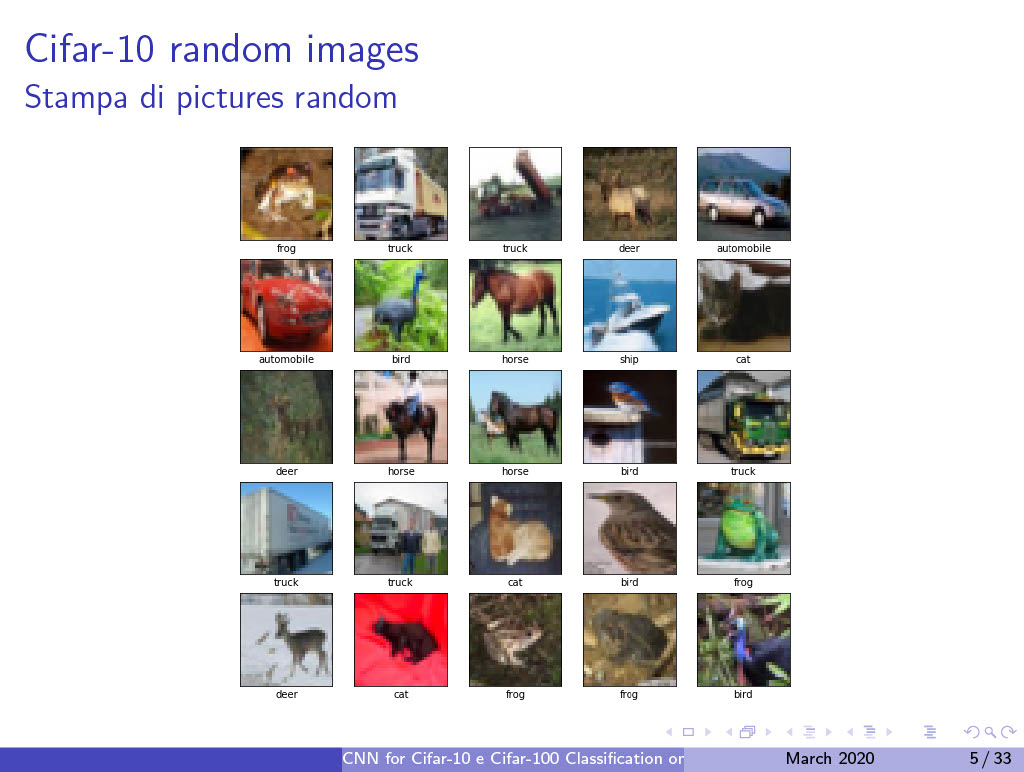 Cifar-10 random images
Stampa di pictures random
frog truck truck deer automobile
automobile bird horse ship cat
deer horse horse bird truck
truck truck cat bird frog
deer cat frog frog bird
CNN for Cifar-10 e Cifar-100 Classification March 2020 5 / 33